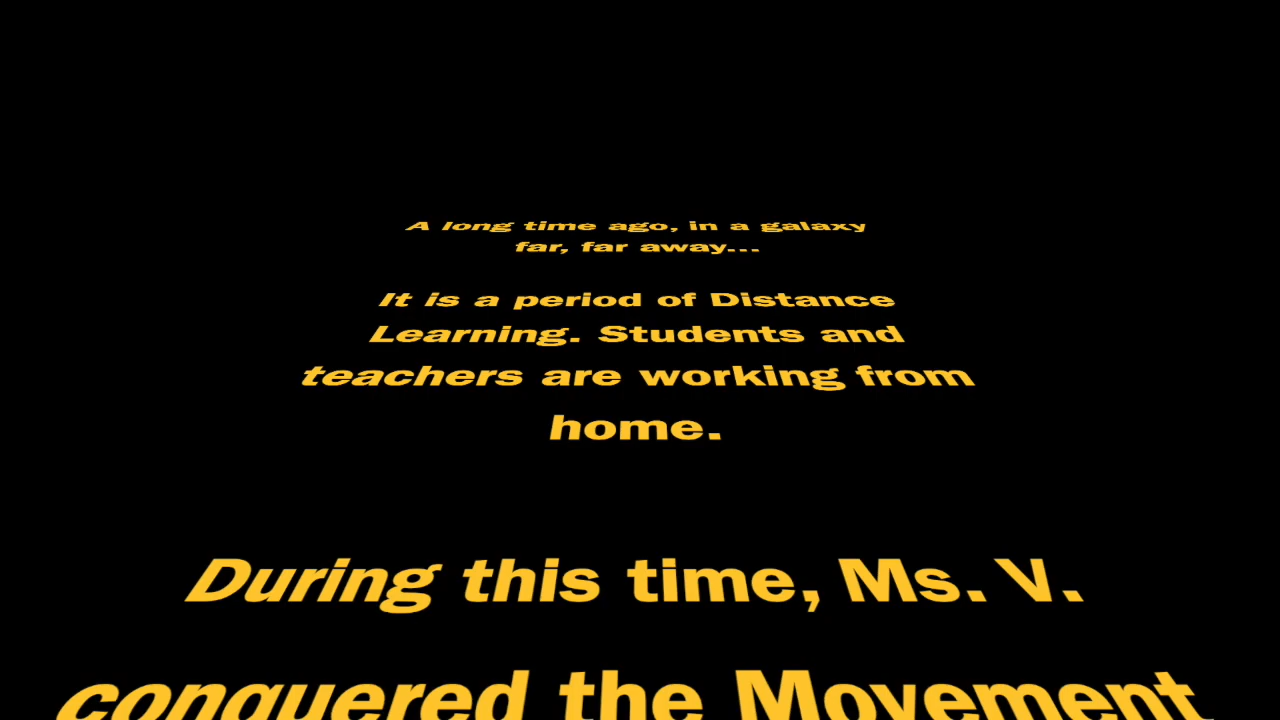 A long time ago, in a galaxy
far, far away...
It is a period of Distance
Learning. Students and
teachers are working from
home.
During this time, Ms. V.
conquered the Movement